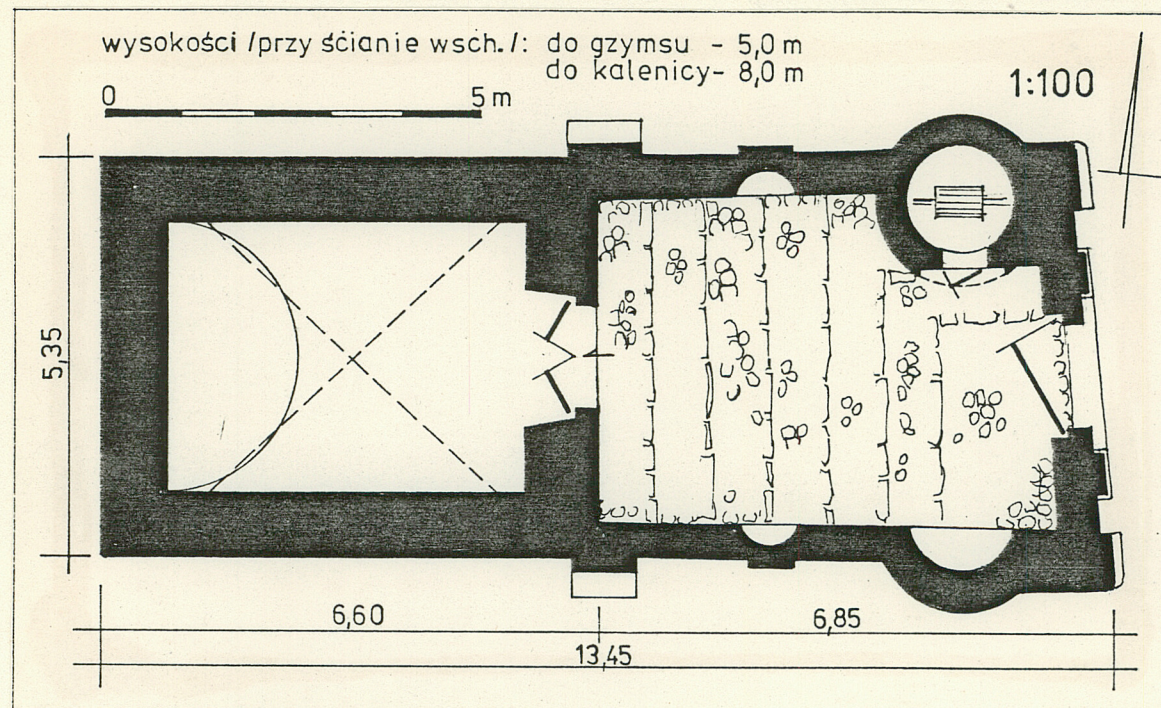 wysokości /przy ścianie wsch./: do gzymsu - 5,0 m
do kalenicy- 8,0 m
1:100
0 5 m
5,35
6,60
6,85
13,45